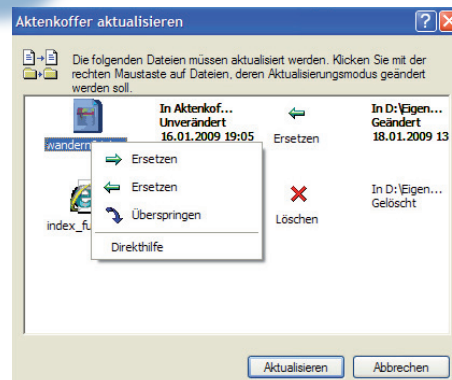 Aktenkoffer aktualisieren
Die folgenden Dateien müssen aktualisiert werden. Klicken Sie mit der
rechten Maustaste auf Dateien, deren Aktualisierungsmodus geändert
werden soll.
In Aktenkof...
Unverändert
16.01.2009 19:05
Ersetzen
In D:\Eigen...
Geändert
18.01.2009 13
Ersetzen
Ersetzen
Überspringen
Direkthilfe
index_fu
Löschen
In D:\Eigen...
Gelöscht
Aktualisieren
Abbrechen